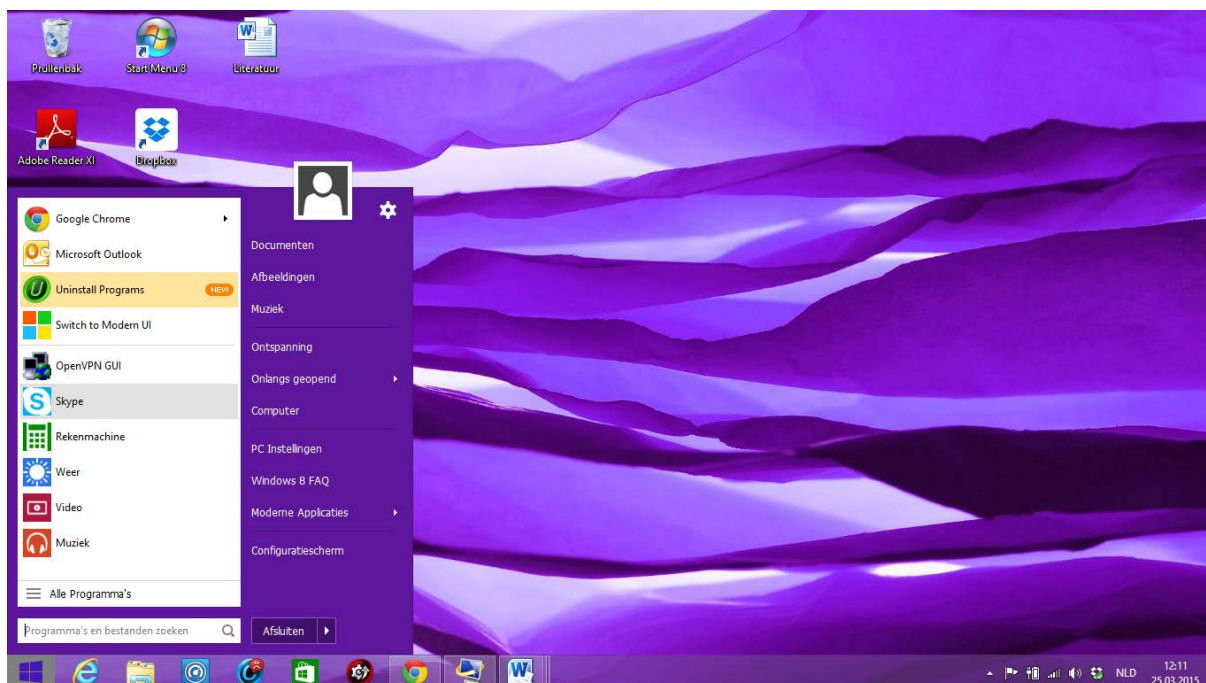 Prullenbak
Start Menu 8
Literatuur
Adobe Reader XI
Dropbox
Google Chrome
Microsoft Outlook
Uninstall Programs
NEW
Switch to Modern UI
OpenVPN GUI
Skype
Rekenmachine
Weer
Video
Muziek
Alle Programma's
Programma's en bestanden zoeken
Documenten
Afbeeldingen
Muziek
Ontspanning
Onlangs geopend
Computer
PC Instellingen
Windows 8 FAQ
Moderne Applicaties
Configuratiescherm
Afsluiten
NLD
12:11
25.03.2015